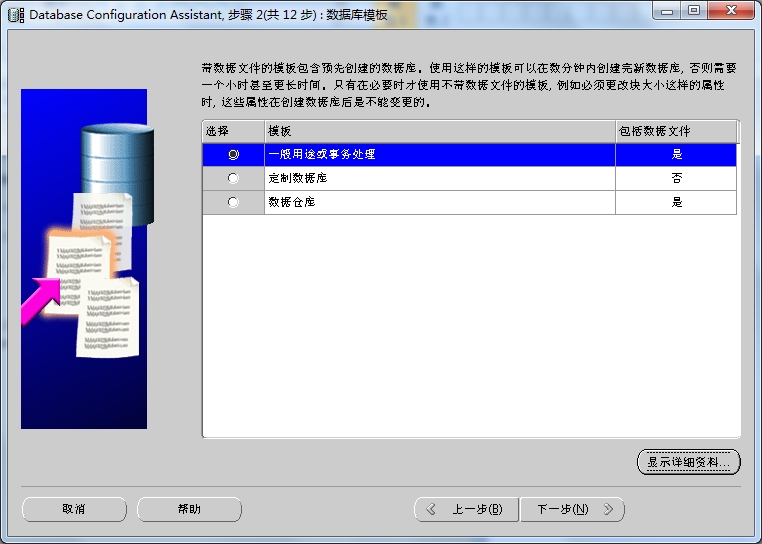 Database Configuration Assistant, 步骤 2(共 12 步) : 数据库模板
带数据文件的模板包含预先创建的数据库。使用这样的模板可以在数分钟内创建完新数据库, 否则需要
一个小时甚至更长时间。只有在必要时才使用不带数据文件的模板, 例如必须更改块大小这样的属性
时, 这些属性在创建数据库后是不能变更的。
选择 模板 包括数据文件
一般用途或事务处理 是
定制数据库 否
数据仓库 是
显示详细资料...
取消 帮助 上一步(B) 下一步(N)